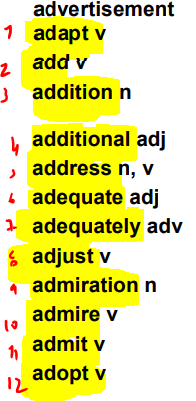 advertisement
1 adapt v
2 add v
3 addition n
4 additional adj
5 address n, v
6 adequate adj
7 adequately adv
8 adjust v
9 admiration n
10 admire v
11 admit v
12 adopt v